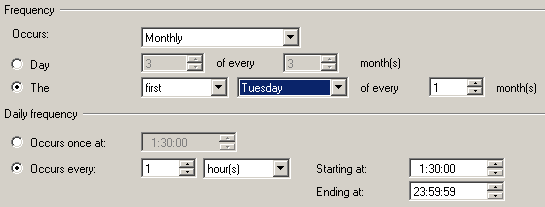 Frequency
Occurs: Monthly
Day 3 of every 3 month(s)
The first Tuesday of every 1 month(s)
Daily frequency
Occurs once at: 1:30:00
Occurs every: 1 hour(s) Starting at: 1:30:00
Ending at: 23:59:59